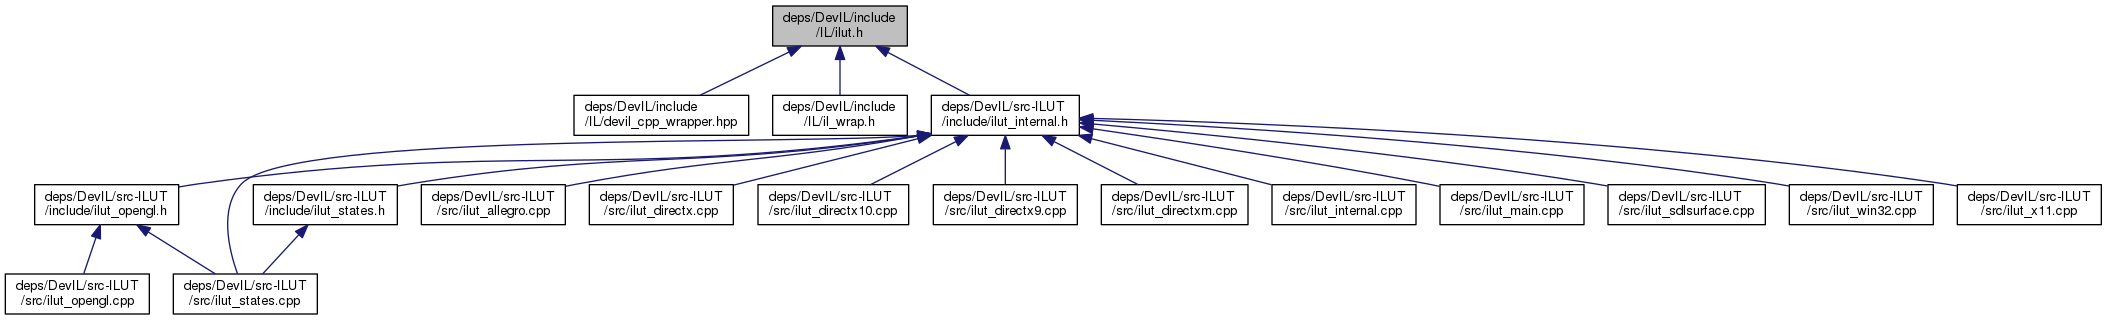 deps/DevIL/include
/IL/ilut.h
deps/DevIL/include
/IL/devil_cpp_wrapper.hpp
deps/DevIL/include
/IL/il_wrap.h
deps/DevIL/src-ILUT
/include/ilut_internal.h
deps/DevIL/src-ILUT
/include/ilut_opengl.h
deps/DevIL/src-ILUT
/include/ilut_states.h
deps/DevIL/src-ILUT
/src/ilut_allegro.cpp
deps/DevIL/src-ILUT
/src/ilut_directx.cpp
deps/DevIL/src-ILUT
/src/ilut_directx10.cpp
deps/DevIL/src-ILUT
/src/ilut_directx9.cpp
deps/DevIL/src-ILUT
/src/ilut_directxm.cpp
deps/DevIL/src-ILUT
/src/ilut_internal.cpp
deps/DevIL/src-ILUT
/src/ilut_main.cpp
deps/DevIL/src-ILUT
/src/ilut_sdlsurface.cpp
deps/DevIL/src-ILUT
/src/ilut_win32.cpp
deps/DevIL/src-ILUT
/src/ilut_x11.cpp
deps/DevIL/src-ILUT
/src/ilut_opengl.cpp
deps/DevIL/src-ILUT
/src/ilut_states.cpp